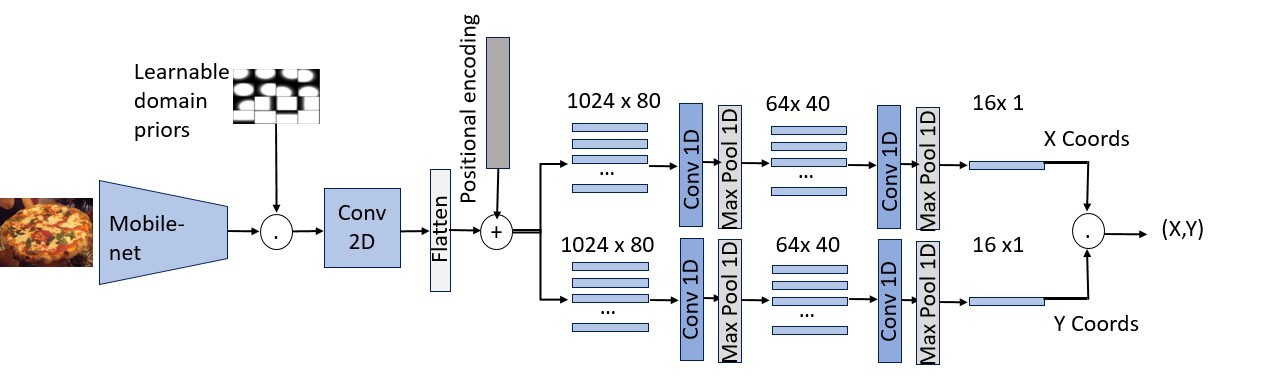 Learnable
domain
priors
Mobile-
net
.
Conv
2D
Flatten
Positional encoding
+
1024 x 80
...
Conv 1D
Max Pool 1D
64x 40
...
Conv 1D
Max Pool 1D
16x 1
X Coords
1024 x 80
...
Conv 1D
Max Pool 1D
64x 40
...
Conv 1D
Max Pool 1D
16 x1
Y Coords
.
(X,Y)